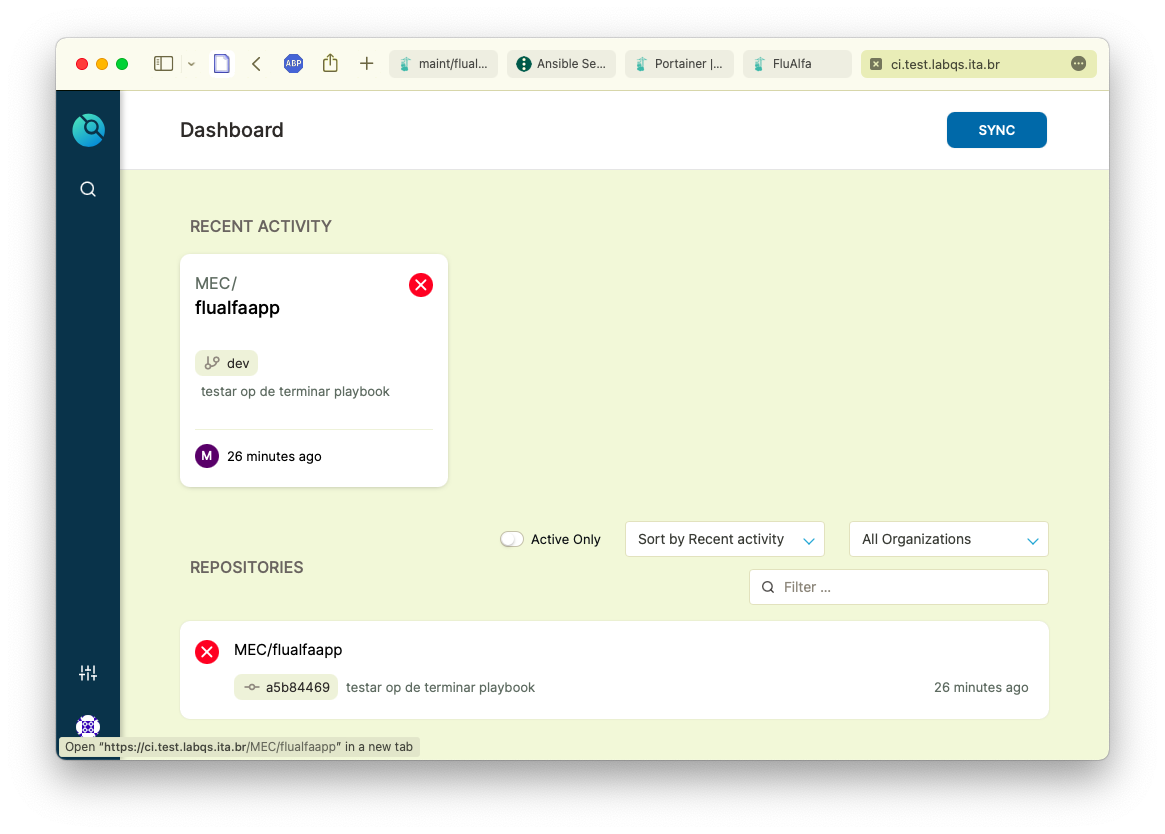 ABP
maint/flual...
Ansible Se...
Portainer |...
FluAlfa
ci.test.labqs.ita.br
Dashboard
SYNC
RECENT ACTIVITY
MEC/
flualfaapp
dev
testar op de terminar playbook
M
26 minutes ago
Active Only
Sort by Recent activity
All Organizations
REPOSITORIES
Filter ...
MEC/flualfaapp
a5b84469
testar op de terminar playbook
26 minutes ago
Open “https://ci.test.labqs.ita.br/MEC/flualfaapp” in a new tab